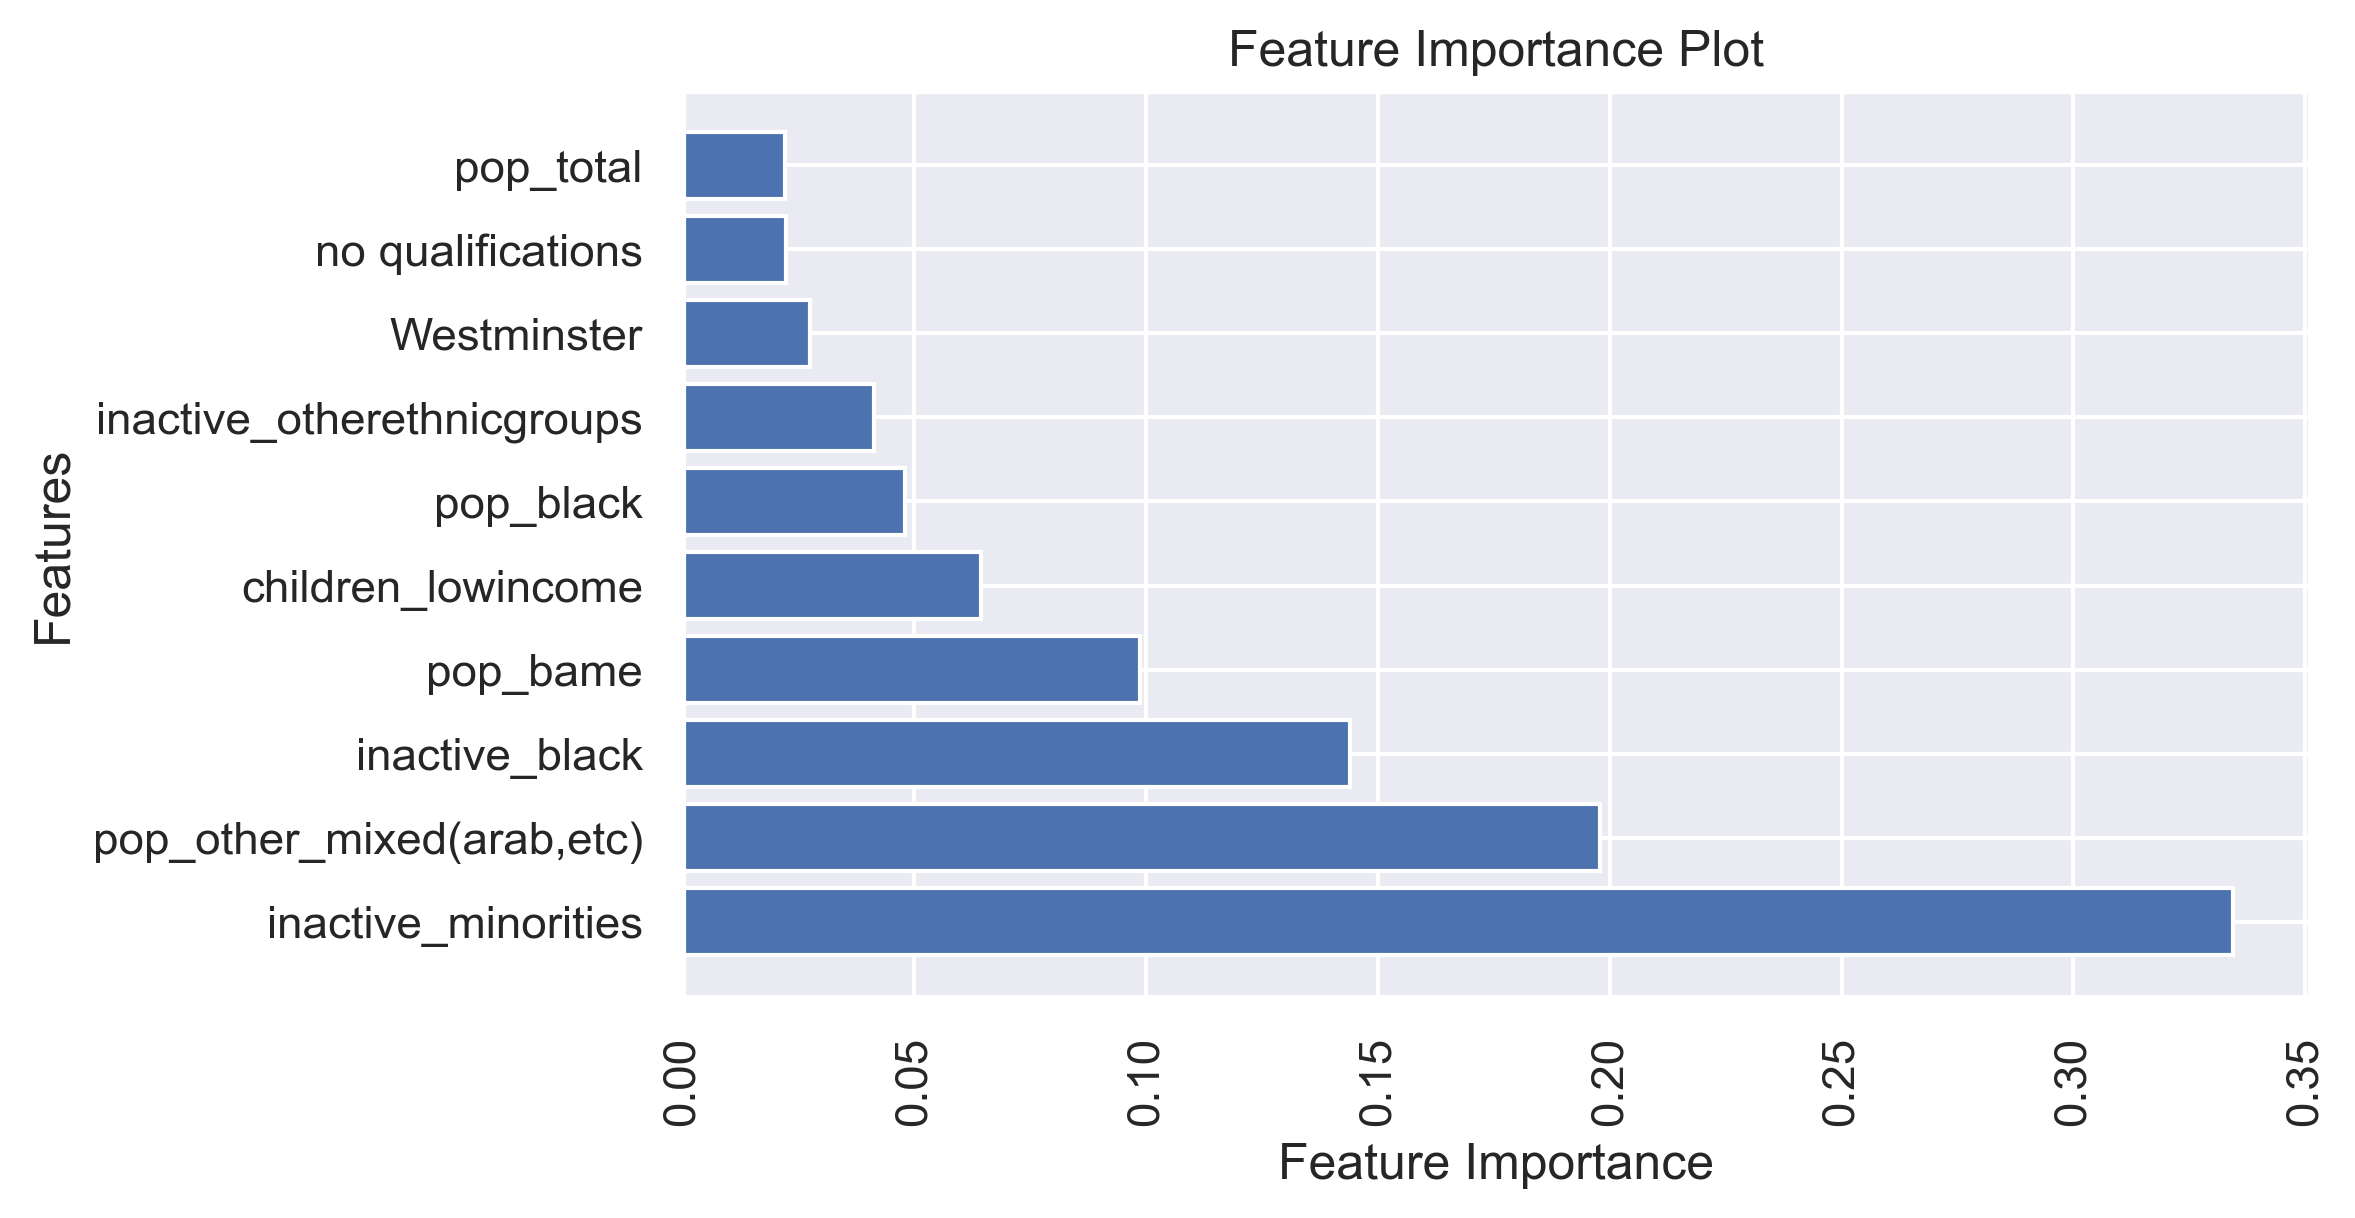 Feature Importance Plot
pop_total
no qualifications
Westminster
inactive_otherethnicgroups
pop_black
children_lowincome
pop_bame
inactive_black
pop_other_mixed(arab,etc)
inactive_minorities
Features
0.00
0.05
0.10
0.15
0.20
0.25
0.30
0.35
Feature Importance